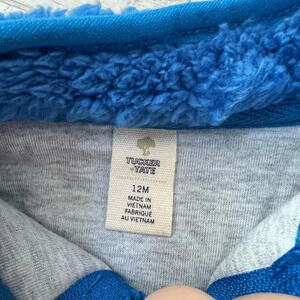 TUCKER
+TATE
12M
MADE IN
VIETNAM
FABRIQUÉ
AU VIETNAM